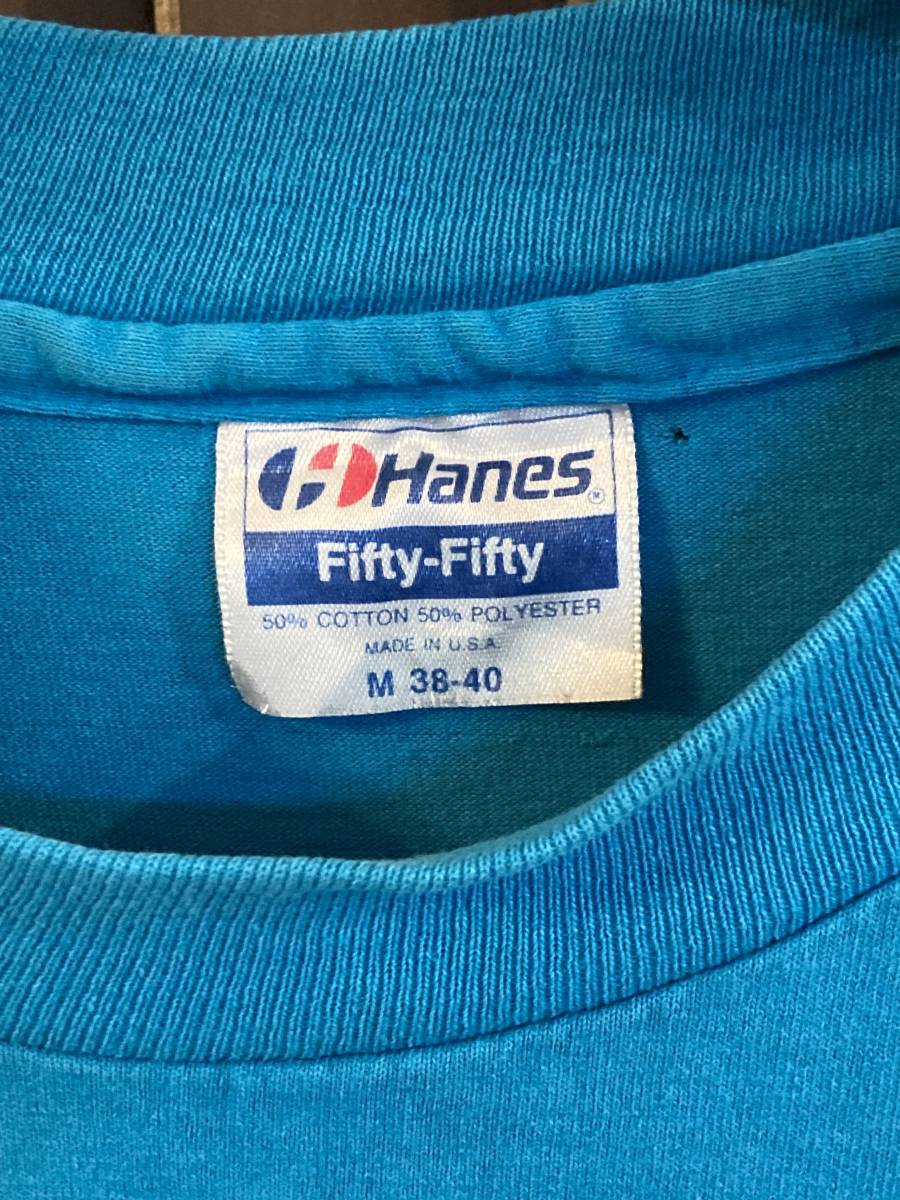 Hanes®
Fifty-Fifty
50% COTTON 50% POLYESTER
MADE IN U.S.A.
M 38-40